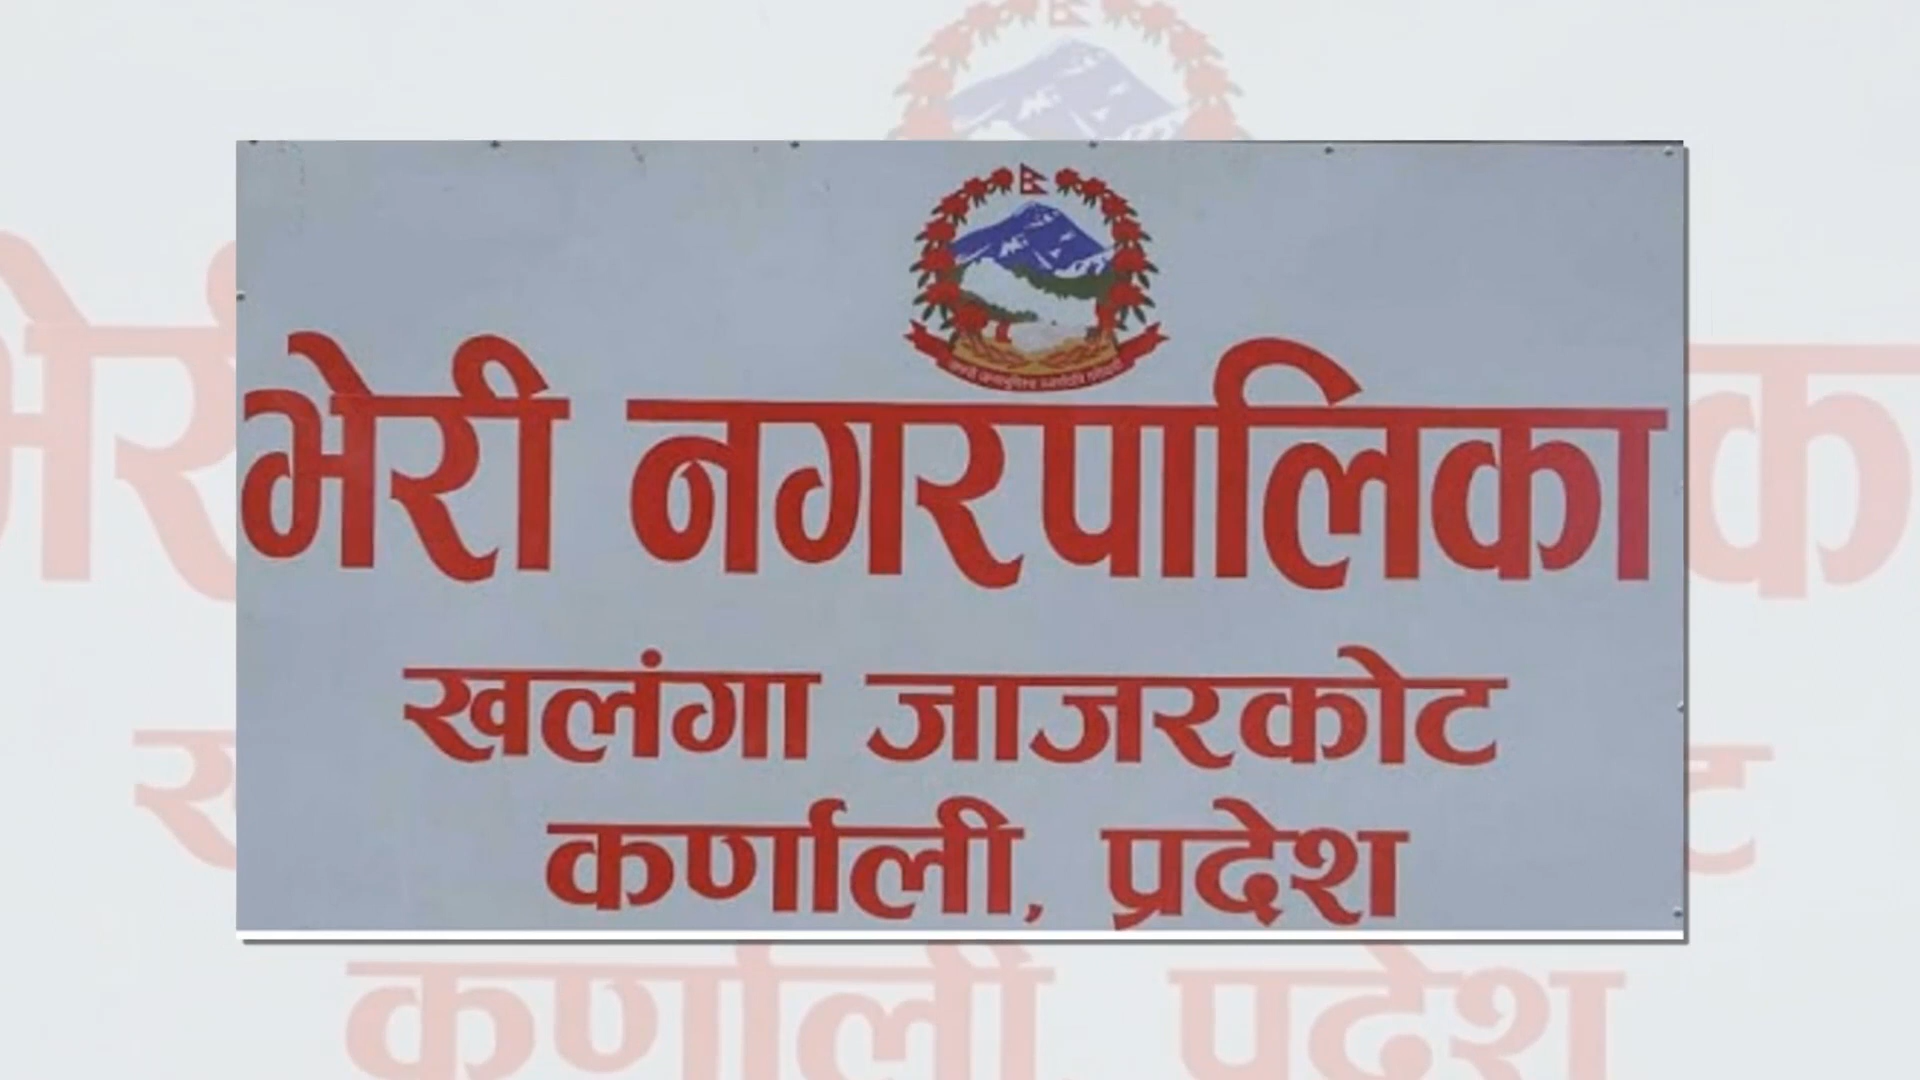 भेरी नगरपालिका
खलंगा जाजरकोट
कर्णाली, प्रदेश